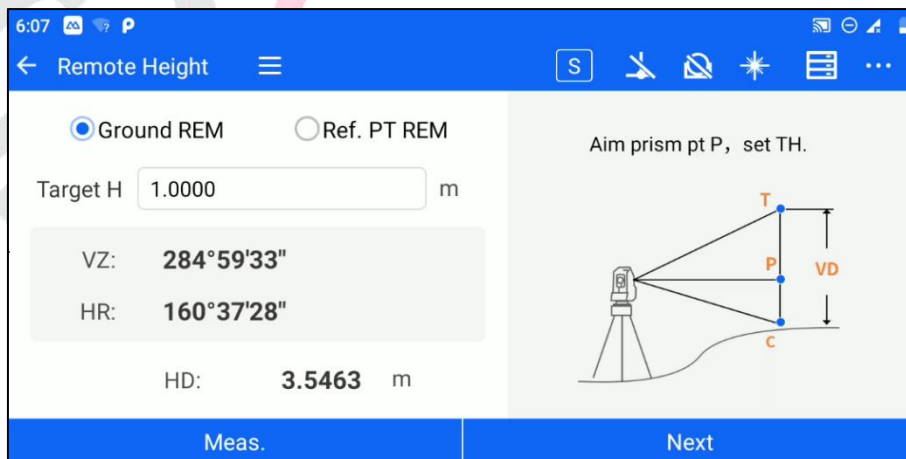 6:07
Remote Height
S
Ground REM
Ref. PT REM
Target H 1.0000 m
VZ: 284°59'33"
HR: 160°37'28"
HD: 3.5463 m
Aim prism pt P，set TH.
T
P
VD
C
Meas.
Next